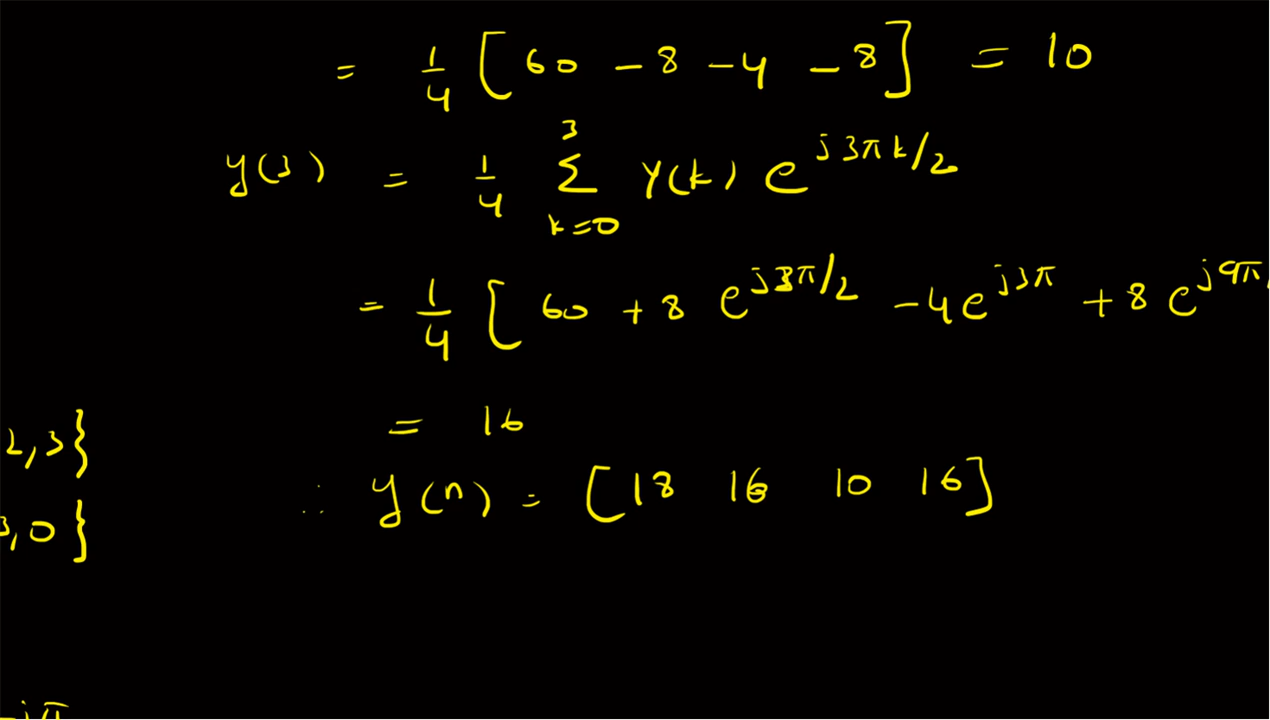 = 1/4 [60 - 8 - 4 - 8] = 10
y(3) = 1/4 Σ_{k=0}^{3} Y(k) e^{j3πk/2}
= 1/4 [60 + 8 e^{j3π/2} - 4e^{j3π} + 8 e^{j9π/
= 16
2,3}
∴ y(n) = [18 16 10 16]
3,0}
-jπ